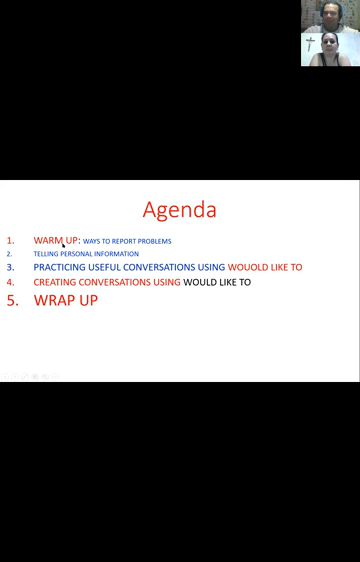 Agenda
1. WARM UP: WAYS TO REPORT PROBLEMS
2. TELLING PERSONAL INFORMATION
3. PRACTICING USEFUL CONVERSATIONS USING WOUOLD LIKE TO
4. CREATING CONVERSATIONS USING WOULD LIKE TO
5. WRAP UP